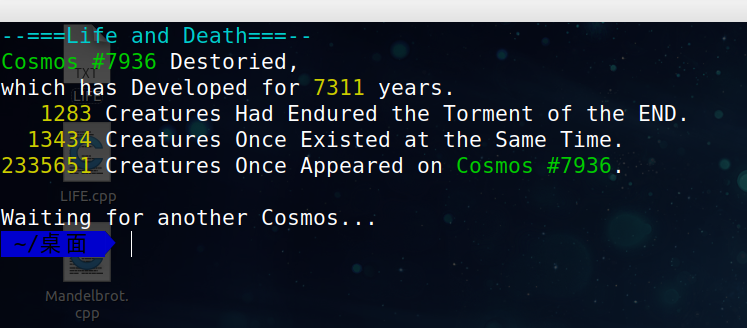 --===Life and Death===--
Cosmos #7936 Destoried,
which has Developed for 7311 years.
1283 Creatures Had Endured the Torment of the END.
13434 Creatures Once Existed at the Same Time.
2335651 Creatures Once Appeared on Cosmos #7936.
Waiting for another Cosmos...
~/桌面
TXT
LIFE
LIFE.cpp
Mandelbrot.
cpp